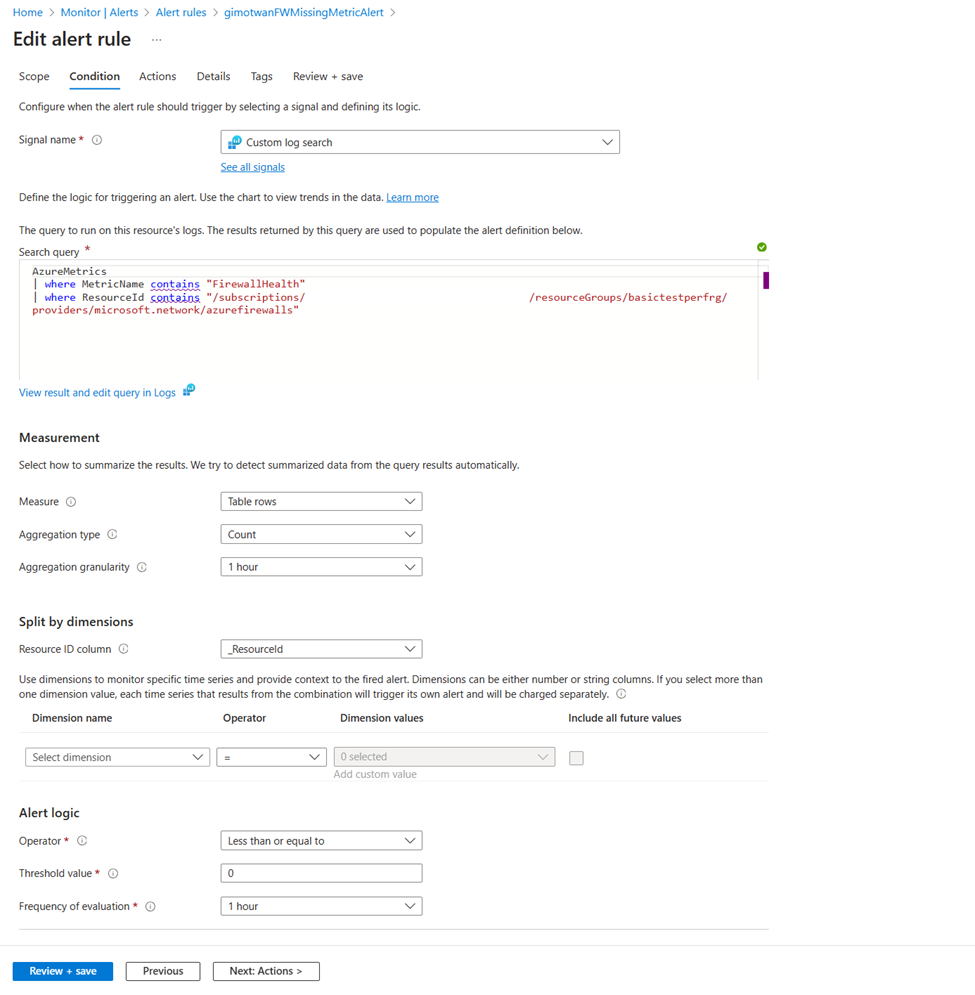 Home > Monitor | Alerts > Alert rules > gimotwanFWMissingMetricAlert >
Edit alert rule ...
Scope Condition Actions Details Tags Review + save
Configure when the alert rule should trigger by selecting a signal and defining its logic.
Signal name * Custom log search
See all signals
Define the logic for triggering an alert. Use the chart to view trends in the data. Learn more
The query to run on this resource's logs. The results returned by this query are used to populate the alert definition below.
Search query *
AzureMetrics
| where MetricName contains "FirewallHealth"
| where ResourceId contains "/subscriptions/ /resourceGroups/basictestperfrg/
providers/microsoft.network/azurefirewalls"
View result and edit query in Logs
Measurement
Select how to summarize the results. We try to detect summarized data from the query results automatically.
Measure Table rows
Aggregation type Count
Aggregation granularity 1 hour
Split by dimensions
Resource ID column _ResourceId
Use dimensions to monitor specific time series and provide context to the fired alert. Dimensions can be either number or string columns. If you select more than
one dimension value, each time series that results from the combination will trigger its own alert and will be charged separately.
Dimension name Operator Dimension values Include all future values
Select dimension = 0 selected
Add custom value
Alert logic
Operator * Less than or equal to
Threshold value * 0
Frequency of evaluation * 1 hour
Review + save Previous Next: Actions >